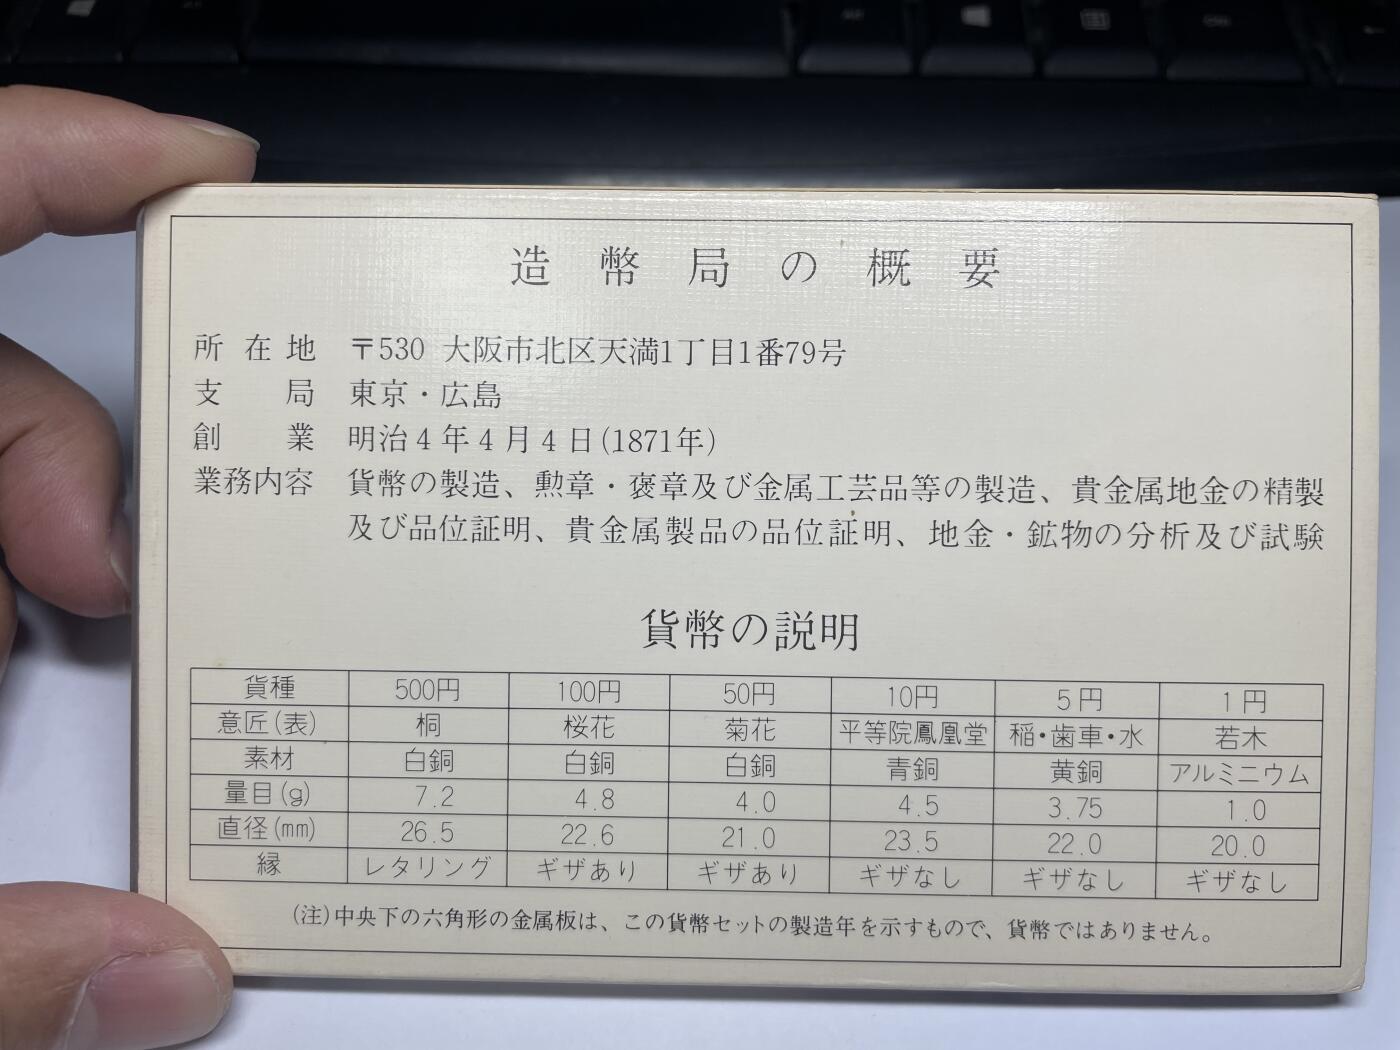 造幣局の概要
所在地 〒530 大阪市北区天満1丁目1番79号
支局 東京・広島
創業 明治4年4月4日(1871年)
業務内容 貨幣の製造、勲章・褒章及び金属工芸品等の製造、貴金属地金の精製
及び品位証明、貴金属製品の品位証明、地金・鉱物の分析及び試験
貨幣の説明
貨種 500円 100円 50円 10円 5円 1円
意匠(表) 桐 桜花 菊花 平等院鳳凰堂 稲・歯車・水 若木
素材 白銅 白銅 白銅 青銅 黄銅 アルミニウム
量目(g) 7.2 4.8 4.0 4.5 3.75 1.0
直径(mm) 26.5 22.6 21.0 23.5 22.0 20.0
縁 レタリング ギザあり ギザあり ギザなし ギザなし ギザなし
(注)中央下の六角形の金属板は、この貨幣セットの製造年を示すもので、貨幣ではありません。